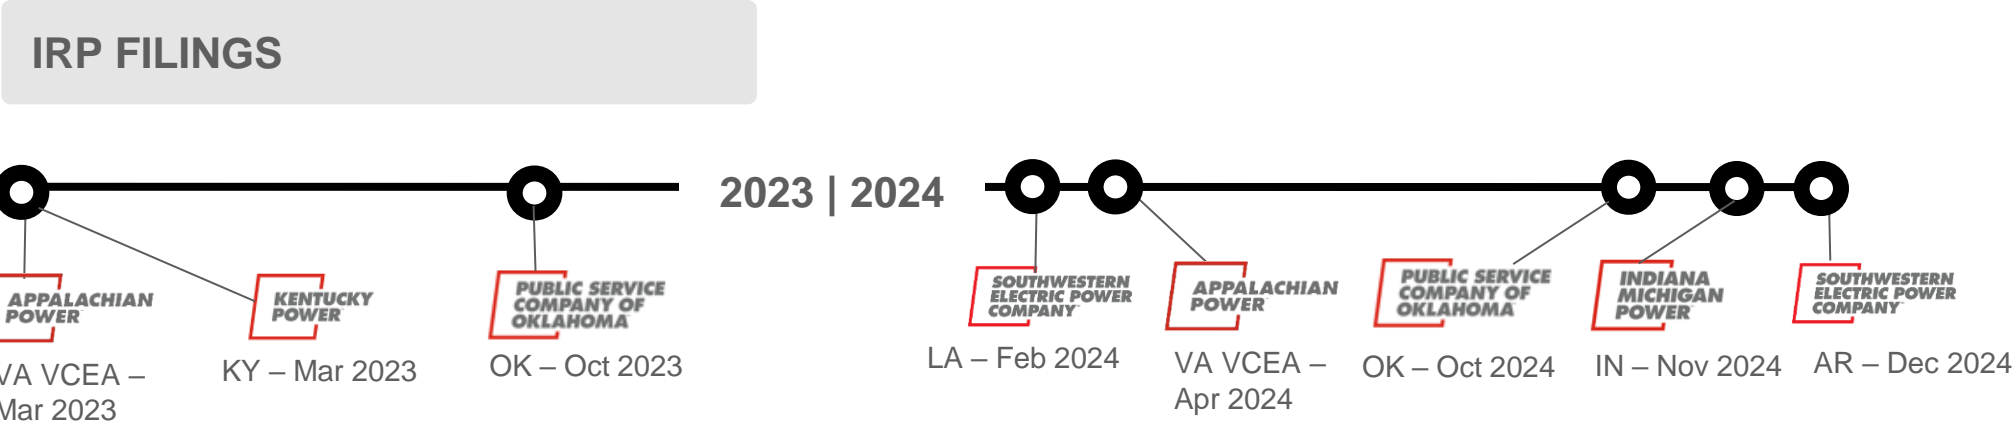 IRP FILINGS
2023 | 2024
APPALACHIAN
POWER
VA VCEA –
Mar 2023
KENTUCKY
POWER
KY – Mar 2023
PUBLIC SERVICE
COMPANY OF
OKLAHOMA
OK – Oct 2023
SOUTHWESTERN
ELECTRIC POWER
COMPANY
LA – Feb 2024
APPALACHIAN
POWER
VA VCEA –
Apr 2024
PUBLIC SERVICE
COMPANY OF
OKLAHOMA
OK – Oct 2024
INDIANA
MICHIGAN
POWER
IN – Nov 2024
SOUTHWESTERN
ELECTRIC POWER
COMPANY
AR – Dec 2024